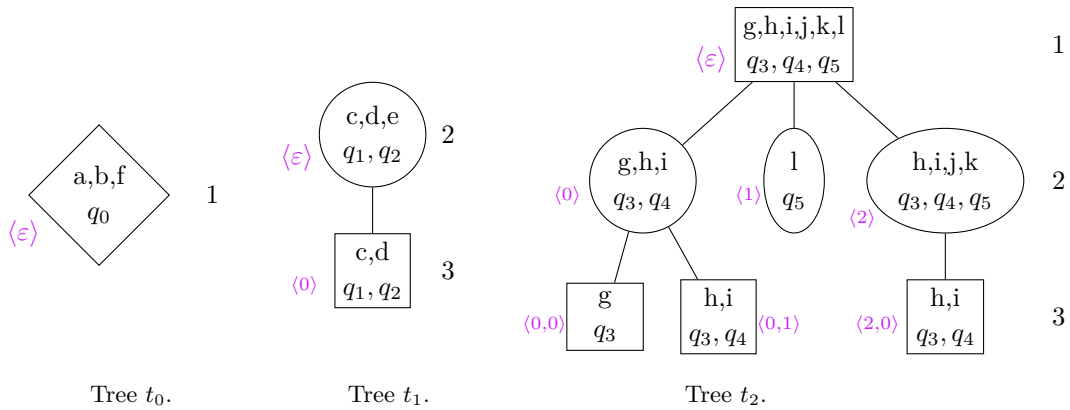 a,b,f
q₀
⟨ε⟩
1
Tree t₀.
c,d,e
q₁, q₂
⟨ε⟩
2
c,d
q₁, q₂
⟨0⟩
3
Tree t₁.
g,h,i,j,k,l
q₃, q₄, q₅
⟨ε⟩
1
g,h,i
q₃, q₄
⟨0⟩
l
q₅
⟨1⟩
h,i,j,k
q₃, q₄, q₅
⟨2⟩
2
g
q₃
⟨0,0⟩
h,i
q₃, q₄
⟨0,1⟩
h,i
q₃, q₄
⟨2,0⟩
3
Tree t₂.